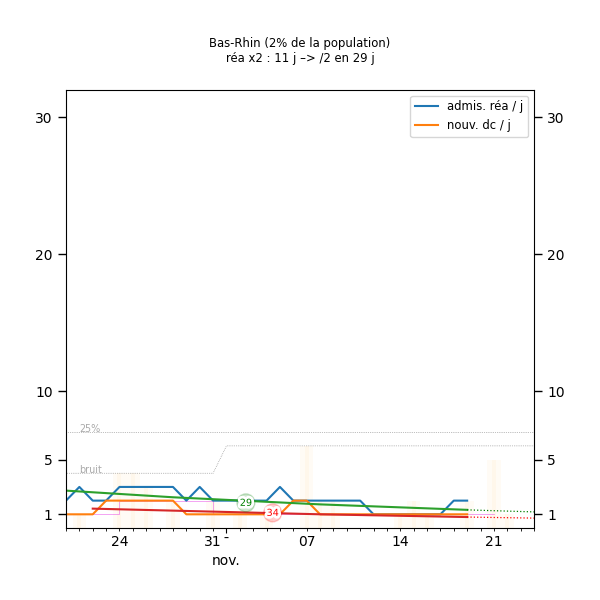 Bas-Rhin (2% de la population)
réa x2 : 11 j –> /2 en 29 j
admis. réa / j
nouv. dc / j
30 30
20 20
10 10
25%
5 5
bruit
29
34
1 1
24 31 - 07 14 21
nov.